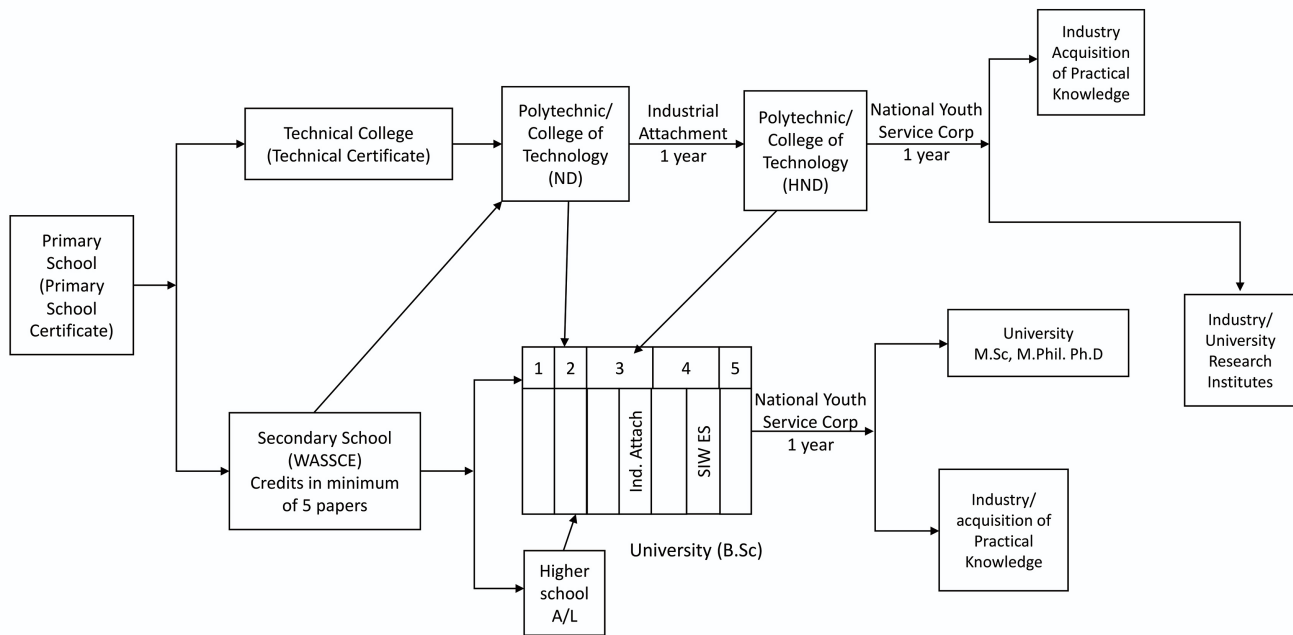 Industry
Acquisition
of Practical
Knowledge
Technical College
(Technical Certificate)
Polytechnic/
College of
Technology
(ND)
Industrial
Attachment
1 year
Polytechnic/
College of
Technology
(HND)
National Youth
Service Corp
1 year
Primary
School
(Primary
School
Certificate)
Industry/
University
Research
Institutes
University
M.Sc, M.Phil. Ph.D
1 2 3 4 5
Ind. Attach
SIW ES
National Youth
Service Corp
1 year
Secondary School
(WASSCE)
Credits in minimum
of 5 papers
Industry/
acquisition of
Practical
Knowledge
University (B.Sc)
Higher
school
A/L